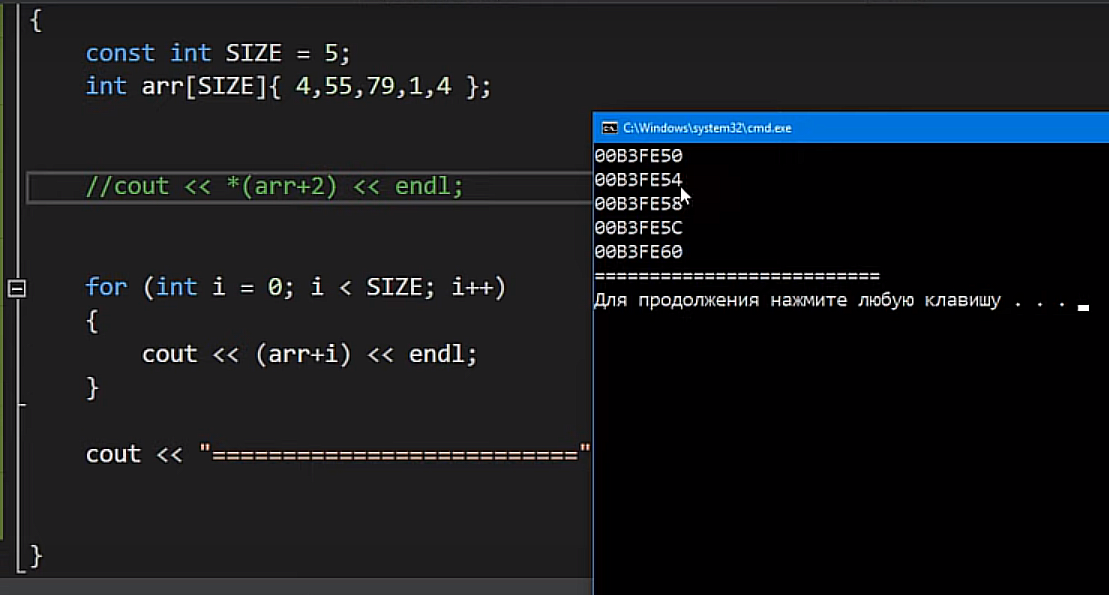 {
const int SIZE = 5;
int arr[SIZE]{ 4,55,79,1,4 };
//cout << *(arr+2) << endl;
for (int i = 0; i < SIZE; i++)
{
cout << (arr+i) << endl;
}
cout << "=========================="
}
C:\Windows\system32\cmd.exe
00B3FE50
00B3FE54
00B3FE58
00B3FE5C
00B3FE60
==========================
Для продолжения нажмите любую клавишу . . .